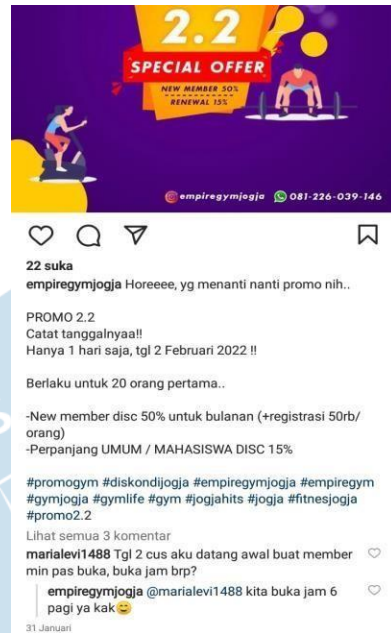 2.2
SPECIAL OFFER
NEW MEMBER 50%
RENEWAL 15%
empiregymjogja 081-226-039-146
22 suka
empiregymjogja Horeeee, yg menanti nanti promo nih..
PROMO 2.2
Catat tanggalnyaa!!
Hanya 1 hari saja, tgl 2 Februari 2022 !!
Berlaku untuk 20 orang pertama..
-New member disc 50% untuk bulanan (+registrasi 50rb/
orang)
-Perpanjang UMUM / MAHASISWA DISC 15%
#promogym #diskondijogja #empiregymjogja #empiregym
#gymjogja #gymlife #gym #jogjahits #jogja #fitnesjogja
#promo2.2
Lihat semua 3 komentar
marialevi1488 Tgl 2 cus aku datang awal buat member
min pas buka, buka jam brp?
empiregymjogja @marialevi1488 kita buka jam 6
pagi ya kak😄
31 Januari